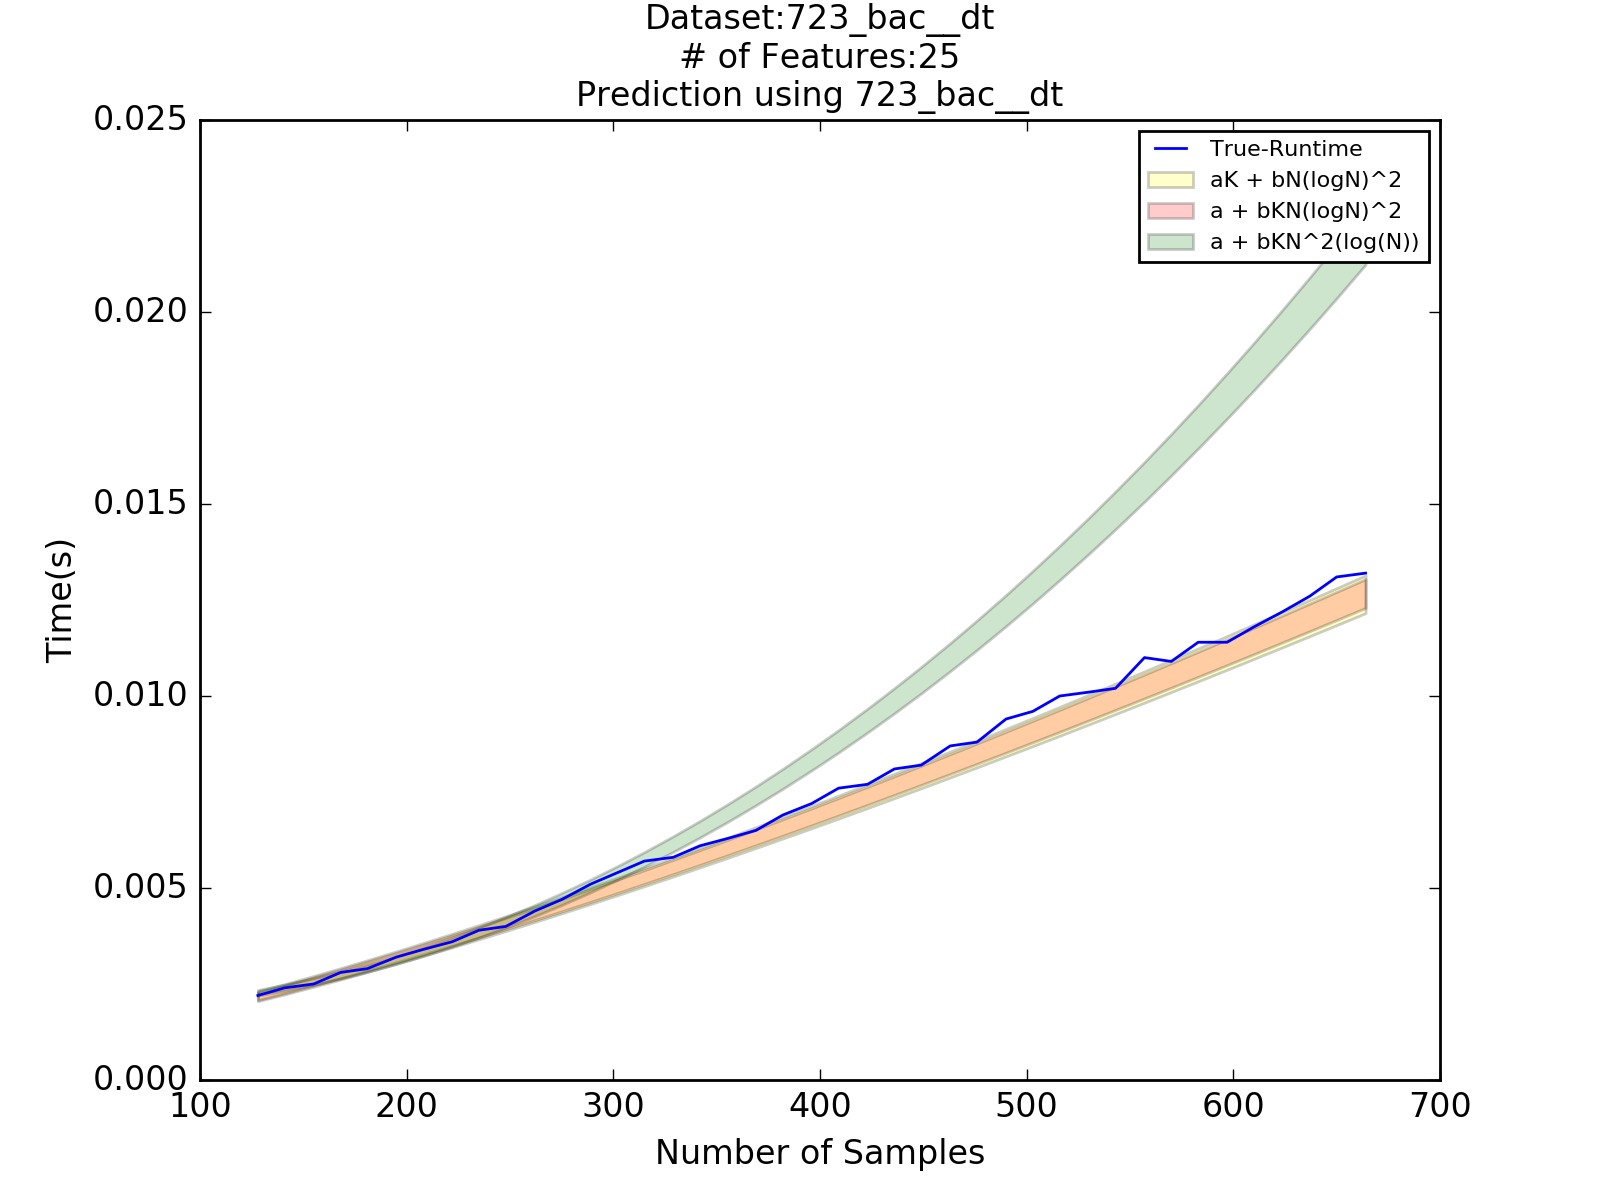 Dataset:723_bac__dt
# of Features:25
Prediction using 723_bac__dt
0.025
0.020
0.015
0.010
0.005
0.000
Time(s)
True-Runtime
aK + bN(logN)^2
a + bKN(logN)^2
a + bKN^2(log(N))
100 200 300 400 500 600 700
Number of Samples